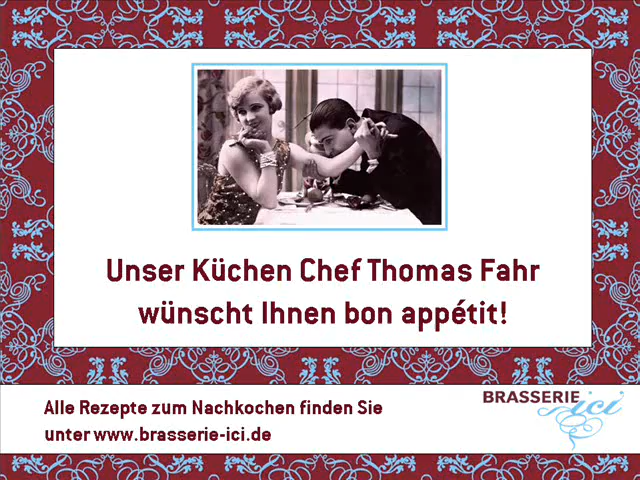 Unser Küchen Chef Thomas Fahr
wünscht Ihnen bon appétit!
Alle Rezepte zum Nachkochen finden Sie
unter www.brasserie-ici.de
BRASSERIE
ici